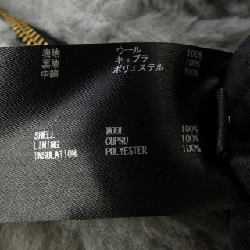 表地 ウール 100%
裏地 キュプラ 100%
中綿 ポリエステル 100%
SHELL WOOL 100%
LINING CUPRO 100%
INSULATION POLYESTER 100%